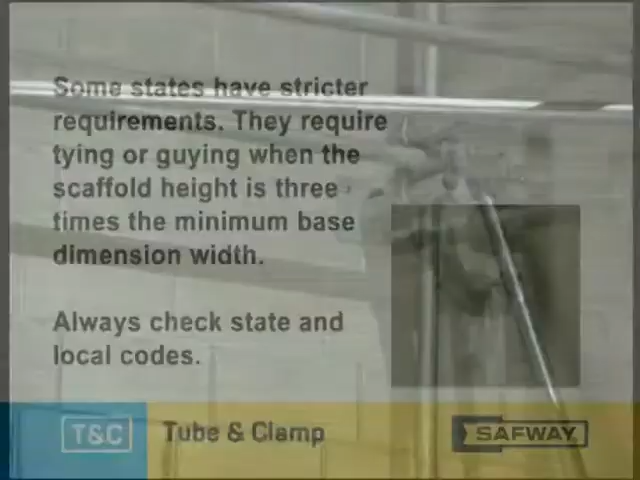 Some states have stricter
requirements. They require
tying or guying when the
scaffold height is three
times the minimum base
dimension width.
Always check state and
local codes.
T&C Tube & Clamp SAFWAY